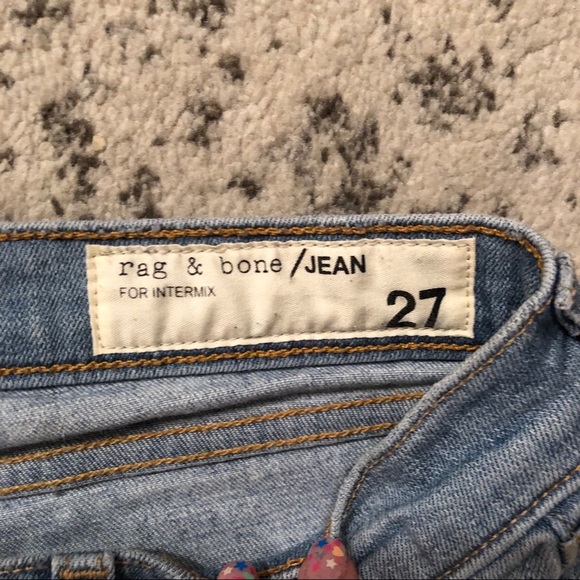 rag & bone/JEAN
FOR INTERMIX
27